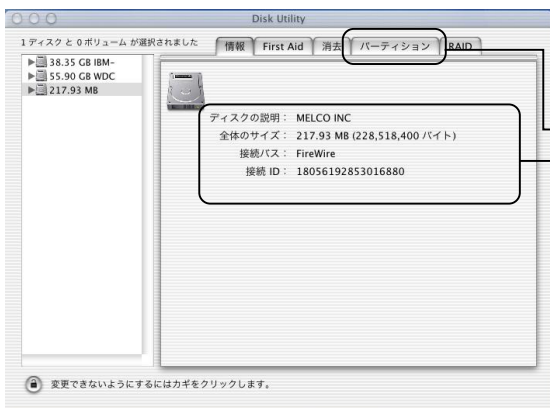 Disk Utility
1 ディスク と 0 ボリューム が選択されました
情報 First Aid 消去 パーティション RAID
38.35 GB IBM-
55.90 GB WDC
217.93 MB
ディスクの説明： MELCO INC
全体のサイズ： 217.93 MB (228,518,400 バイト)
接続バス： FireWire
接続 ID： 18056192853016880
変更できないようにするにはカギをクリックします。